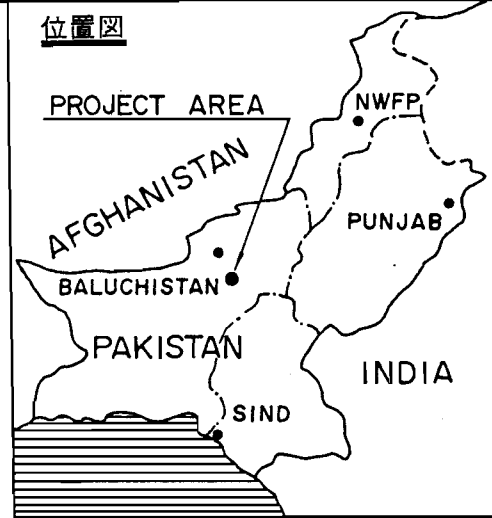 位置図
PROJECT AREA
NWFP
AFGHANISTAN
PUNJAB
BALUCHISTAN
PAKISTAN
INDIA
SIND